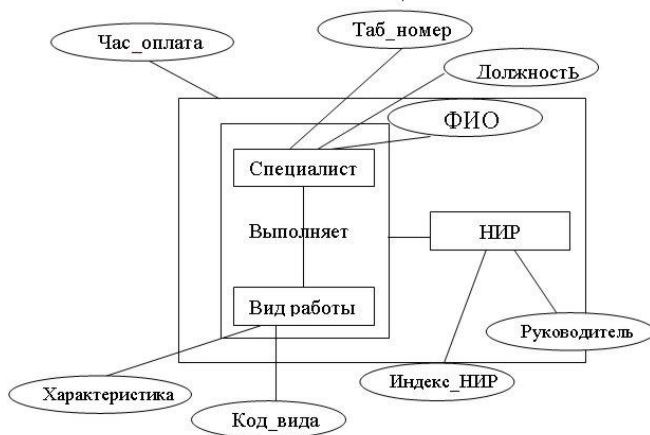 Таб_номер
Час_оплата
ДолжностЬ
ФИО
Специалист
Выполняет
НИР
Вид работы
Руководитель
Индекс_НИР
Характеристика
Код_вида